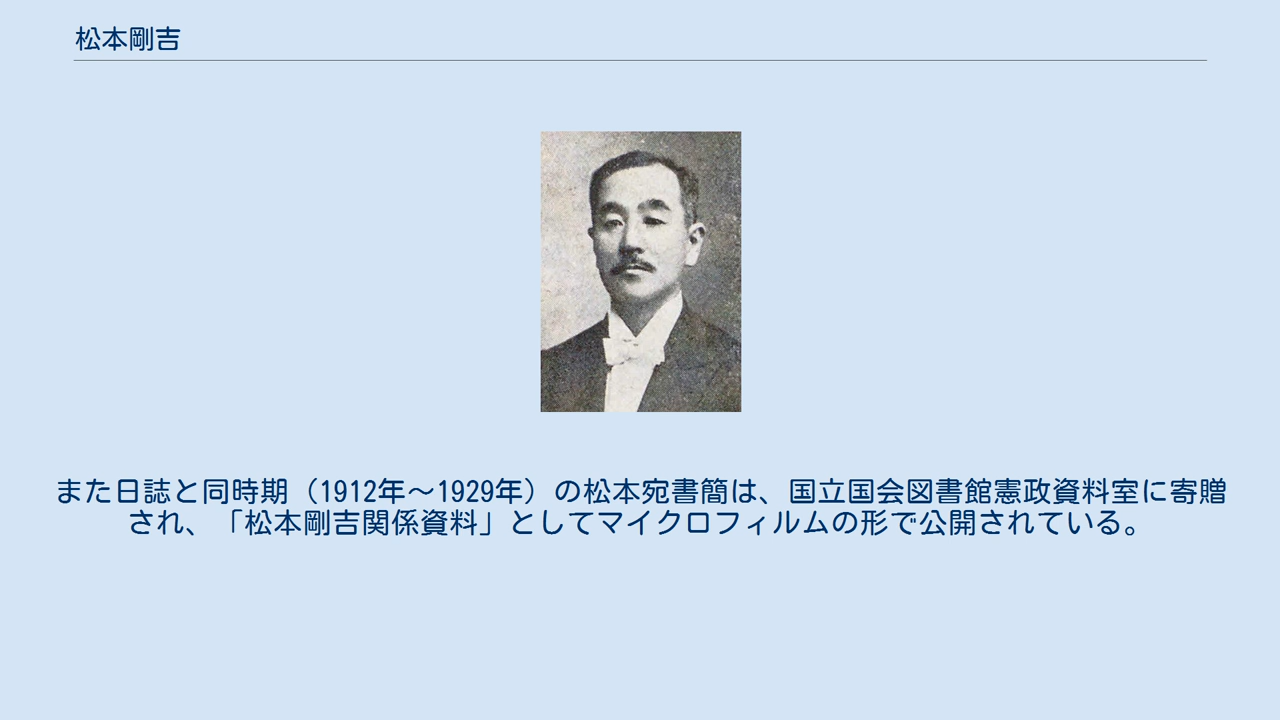 松本剛吉
また日誌と同時期（1912年～1929年）の松本宛書簡は、国立国会図書館憲政資料室に寄贈
され、「松本剛吉関係資料」としてマイクロフィルムの形で公開されている。